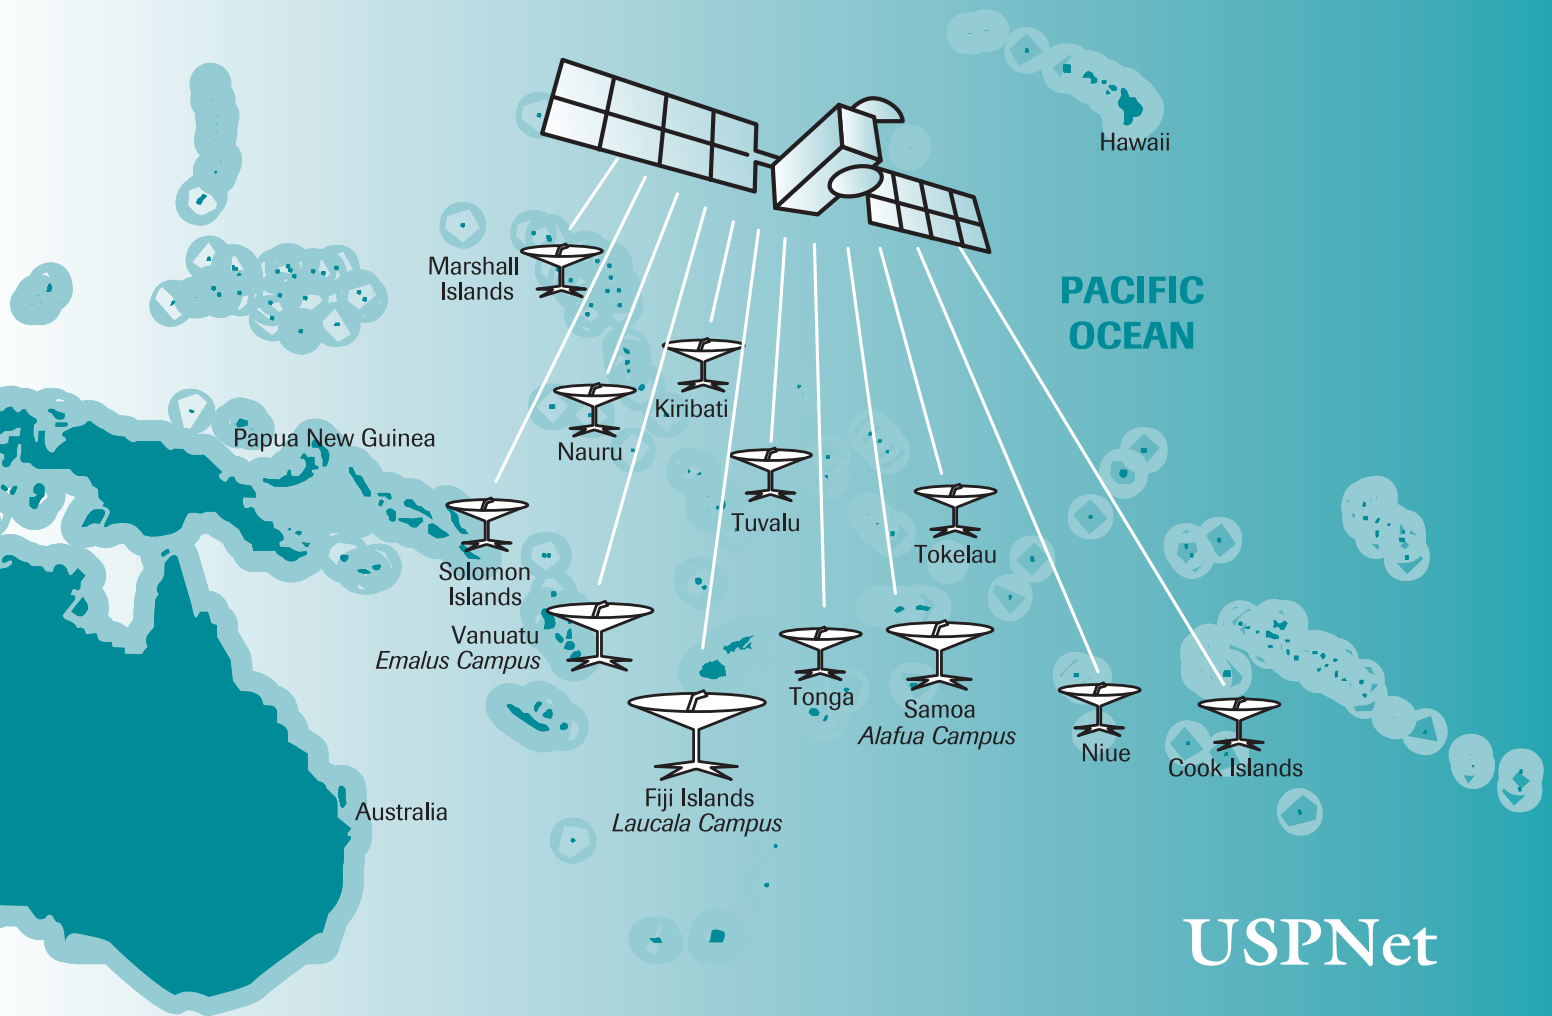 Hawaii
Marshall
Islands
PACIFIC
OCEAN
Kiribati
Papua New Guinea
Nauru
Tuvalu
Tokelau
Solomon
Islands
Vanuatu
Emalus Campus
Tonga
Samoa
Alafua Campus
Niue
Cook Islands
Fiji Islands
Laucala Campus
Australia
USPNet